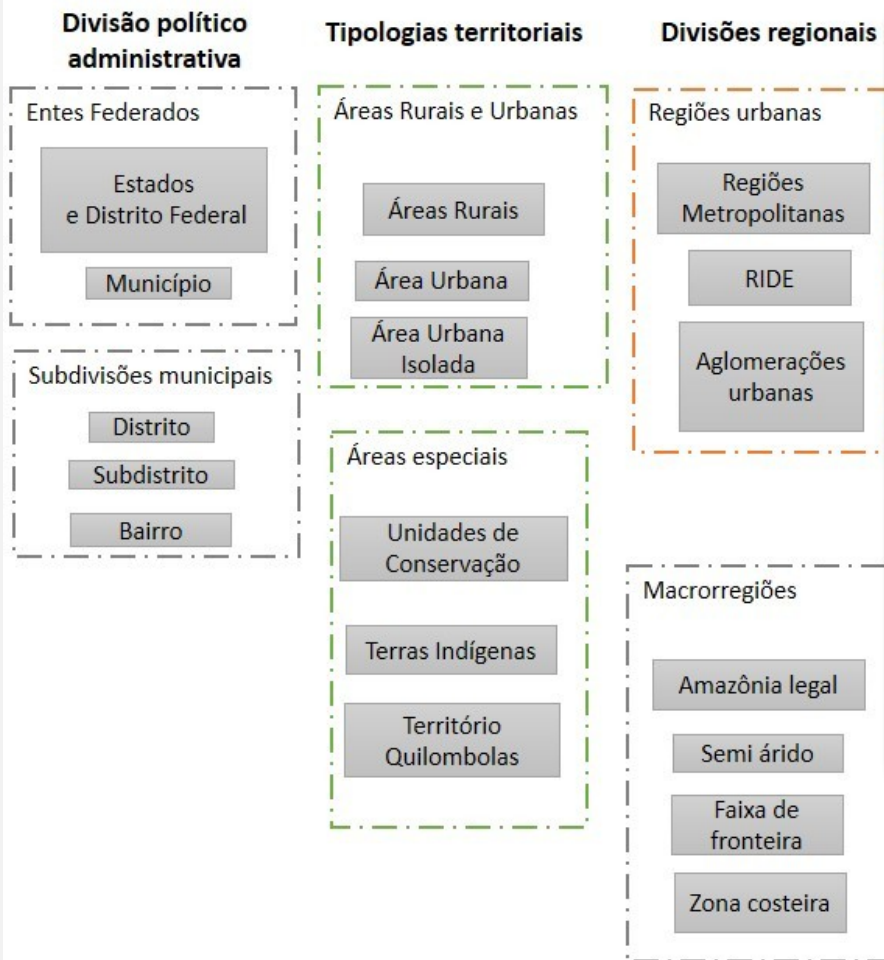 Divisão político
administrativa
Entes Federados
Estados
e Distrito Federal
Município
Subdivisões municipais
Distrito
Subdistrito
Bairro
Tipologias territoriais
Áreas Rurais e Urbanas
Áreas Rurais
Área Urbana
Área Urbana
Isolada
Áreas especiais
Unidades de
Conservação
Terras Indígenas
Território
Quilombolas
Divisões regionais
Regiões urbanas
Regiões
Metropolitanas
RIDE
Aglomerações
urbanas
Macrorregiões
Amazônia legal
Semi árido
Faixa de
fronteira
Zona costeira